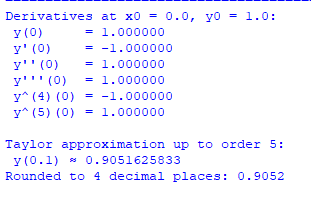 Derivatives at x0 = 0.0, y0 = 1.0:
y(0) = 1.000000
y'(0) = -1.000000
y''(0) = 1.000000
y'''(0) = 1.000000
y^(4)(0) = -1.000000
y^(5)(0) = 1.000000
Taylor approximation up to order 5:
y(0.1) ≈ 0.9051625833
Rounded to 4 decimal places: 0.9052